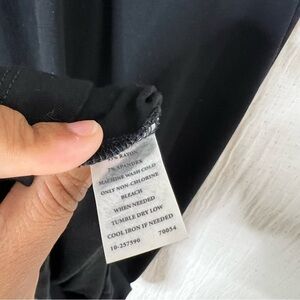 RAYON
SPANDEX
MACHINE WASH COLD
ONLY NON-CHLORINE
BLEACH
WHEN NEEDED
TUMBLE DRY LOW
COOL IRON IF NEEDED
10-257590 70054